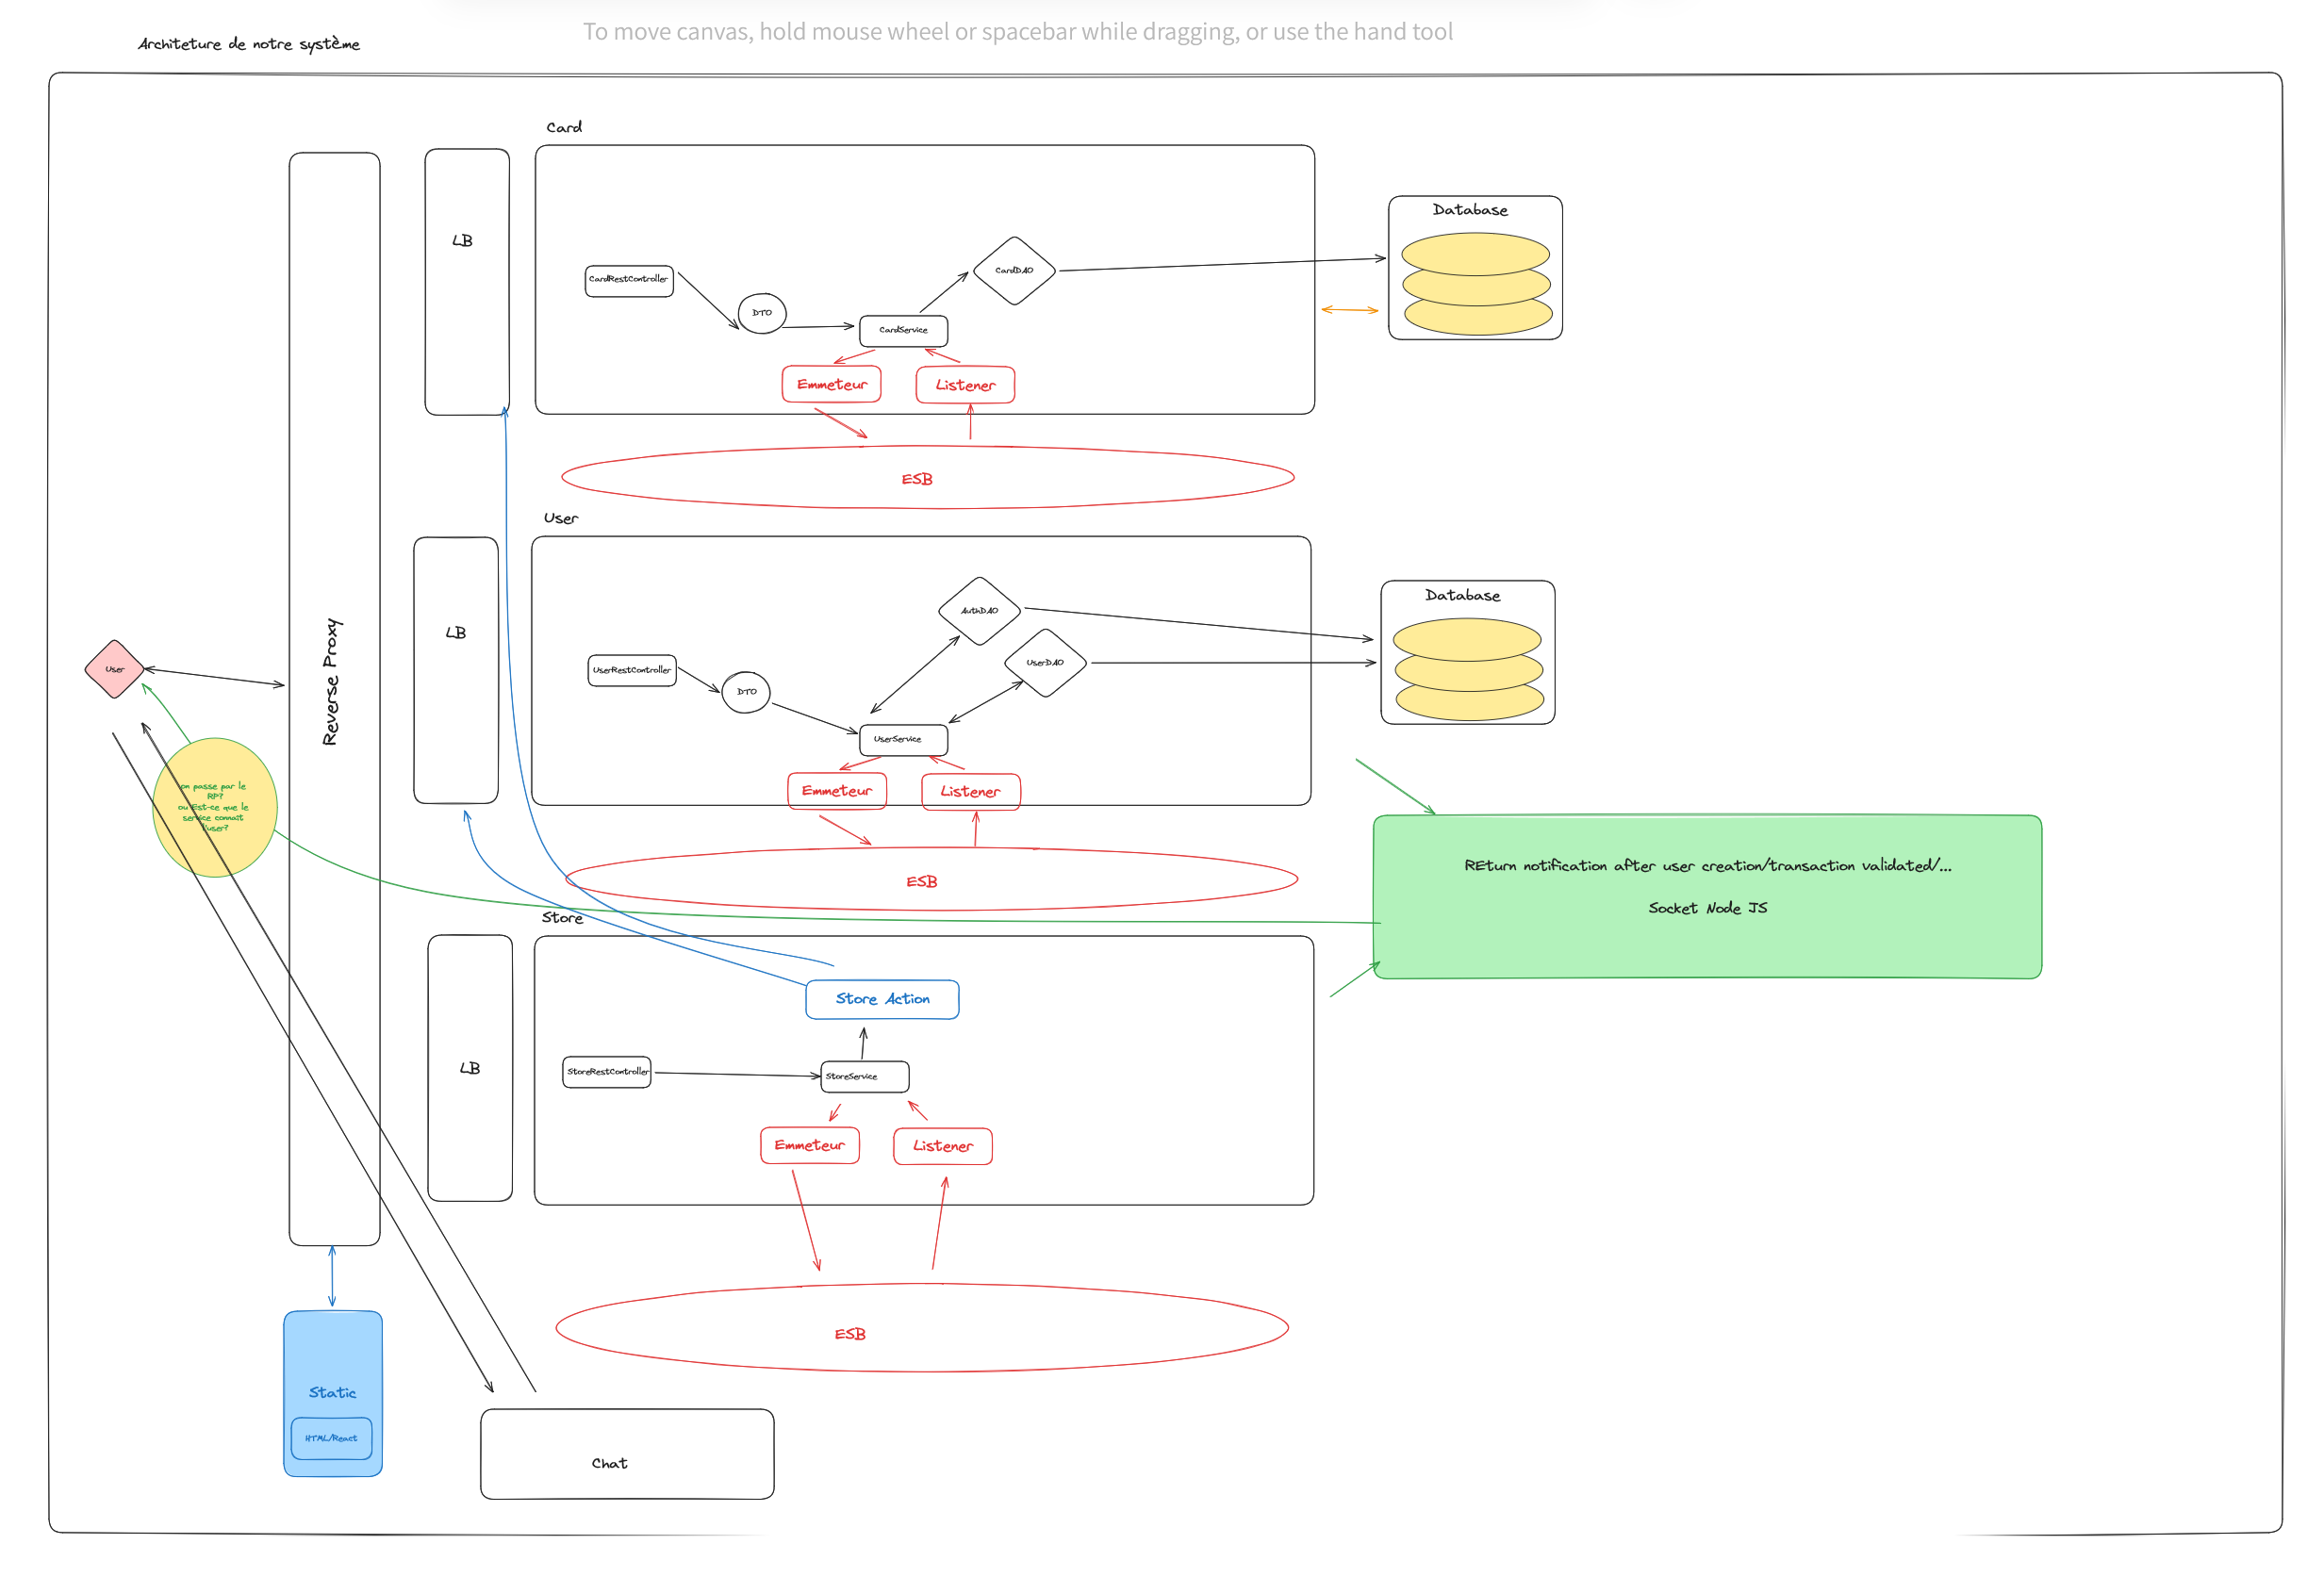 To move canvas, hold mouse wheel or spacebar while dragging, or use the hand tool
Architeture de notre système
Card
LB
CardRestController
DTO
CardService
CardDAO
Emmeteur
Listener
ESB
Database
User
LB
UserRestController
DTO
UserService
AuthDAO
UserDAO
Emmeteur
Listener
ESB
Database
User
Reverse Proxy
on passe par le
RP?
ou Est-ce que le
service connait
l'user?
REturn notification after user creation/transaction validated/...
Socket Node JS
Store
LB
Store Action
StoreRestController
StoreService
Emmeteur
Listener
ESB
Static
HTML/React
Chat